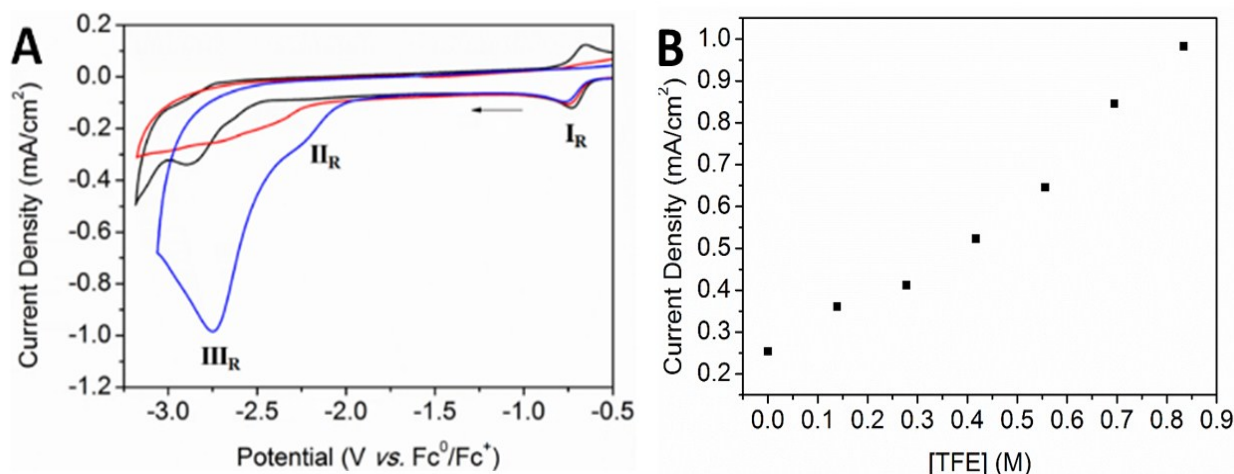 A
Current Density (mA/cm²)
0.2
0.0
-0.2
-0.4
-0.6
-0.8
-1.0
-1.2
I_R
II_R
III_R
-3.0 -2.5 -2.0 -1.5 -1.0 -0.5
Potential (V vs. Fc⁰/Fc⁺)
B
Current Density (mA/cm²)
1.0
0.9
0.8
0.7
0.6
0.5
0.4
0.3
0.2
0.0 0.1 0.2 0.3 0.4 0.5 0.6 0.7 0.8 0.9
[TFE] (M)